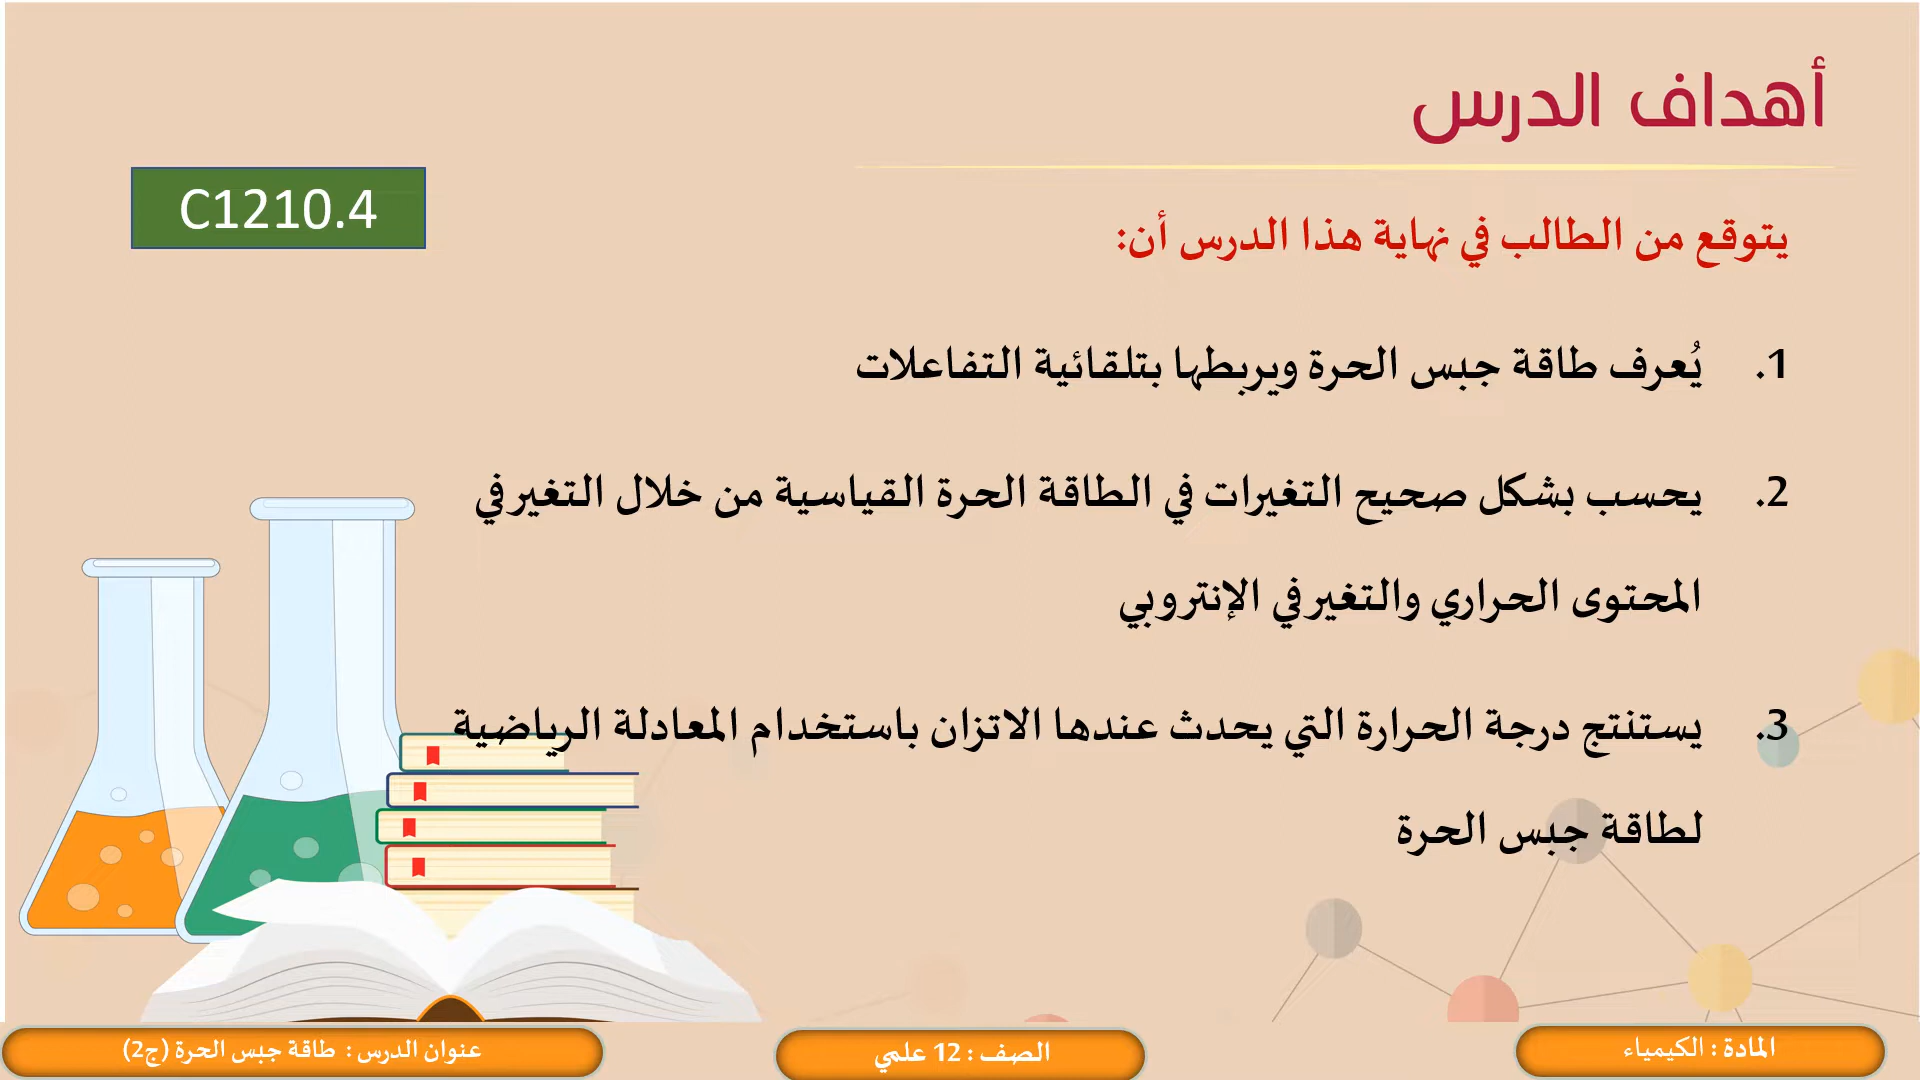 أهداف الدرس
C1210.4
يتوقع من الطالب في نهاية هذا الدرس أن:
1. يُعرف طاقة جبس الحرة ويربطها بتلقائية التفاعلات
2. يحسب بشكل صحيح التغيرات في الطاقة الحرة القياسية من خلال التغير في
المحتوى الحراري والتغير في الإنتروبي
3. يستنتج درجة الحرارة التي يحدث عندها الاتزان باستخدام المعادلة الرياضية
لطاقة جبس الحرة
المادة : الكيمياء
الصف : 12 علمي
عنوان الدرس : طاقة جبس الحرة (ج2)